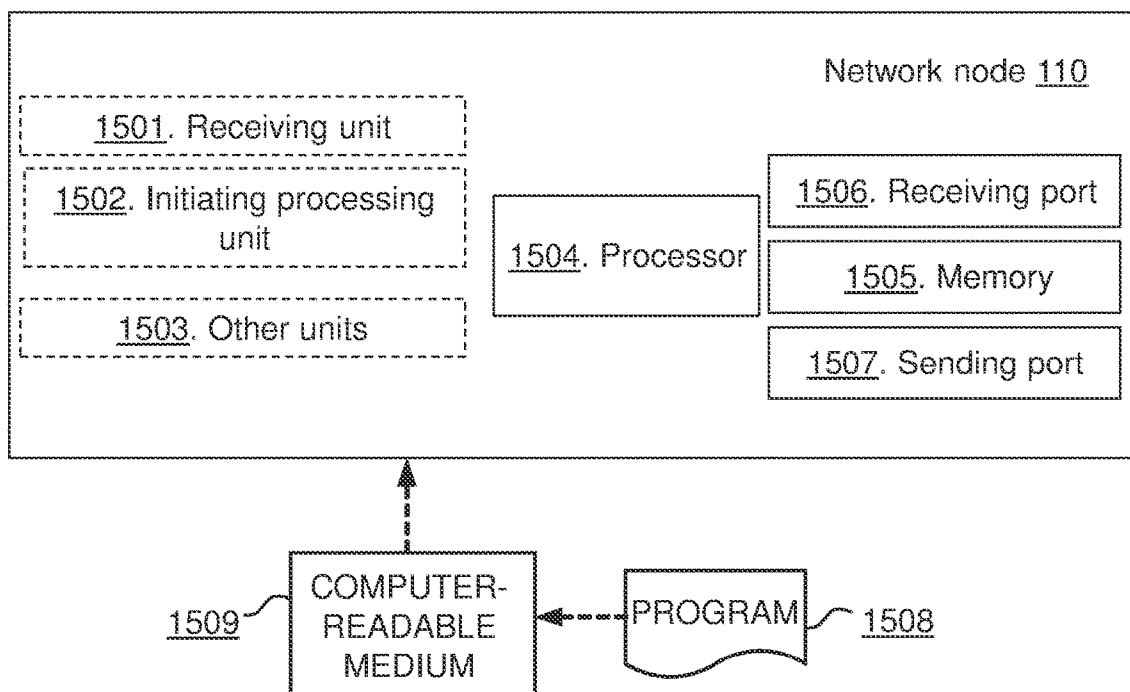 Network node 110
1501. Receiving unit
1502. Initiating processing
unit
1503. Other units
1504. Processor
1506. Receiving port
1505. Memory
1507. Sending port
1509
COMPUTER-
READABLE
MEDIUM
PROGRAM
1508